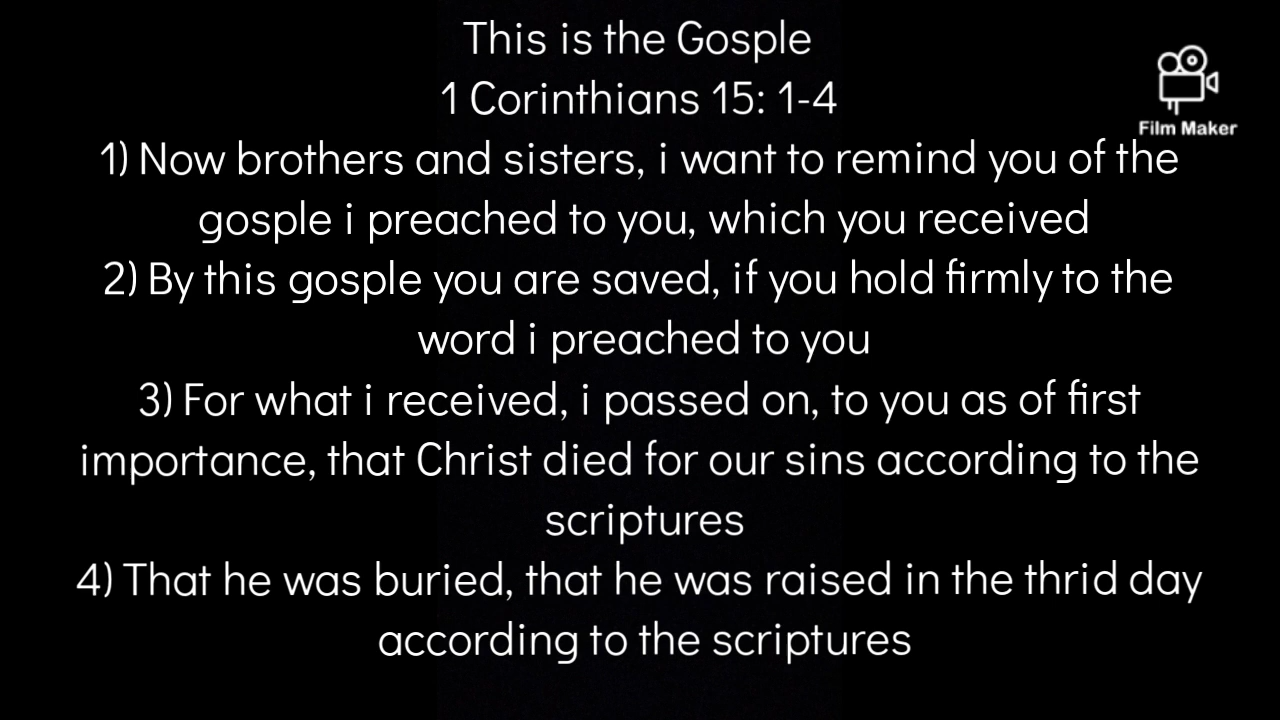 This is the Gosple
1 Corinthians 15: 1-4
Film Maker
1) Now brothers and sisters, i want to remind you of the
gosple i preached to you, which you received
2) By this gosple you are saved, if you hold firmly to the
word i preached to you
3) For what i received, i passed on, to you as of first
importance, that Christ died for our sins according to the
scriptures
4) That he was buried, that he was raised in the thrid day
according to the scriptures